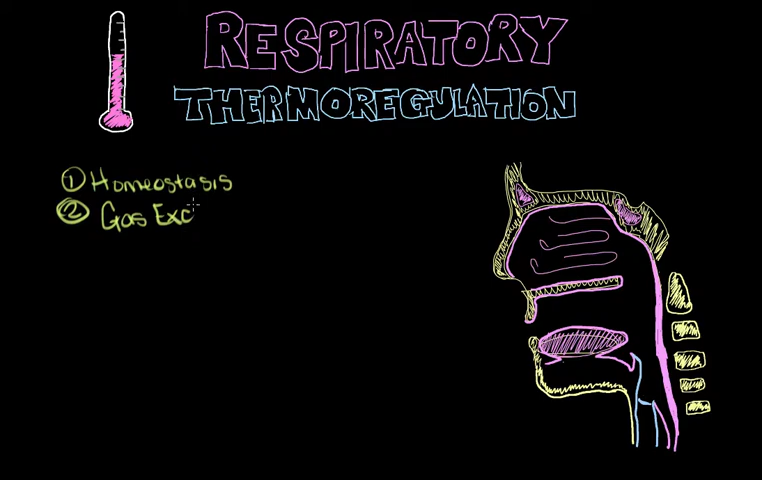 RESPIRATORY
THERMOREGULATION
① Homeostasis
② Gas Exc